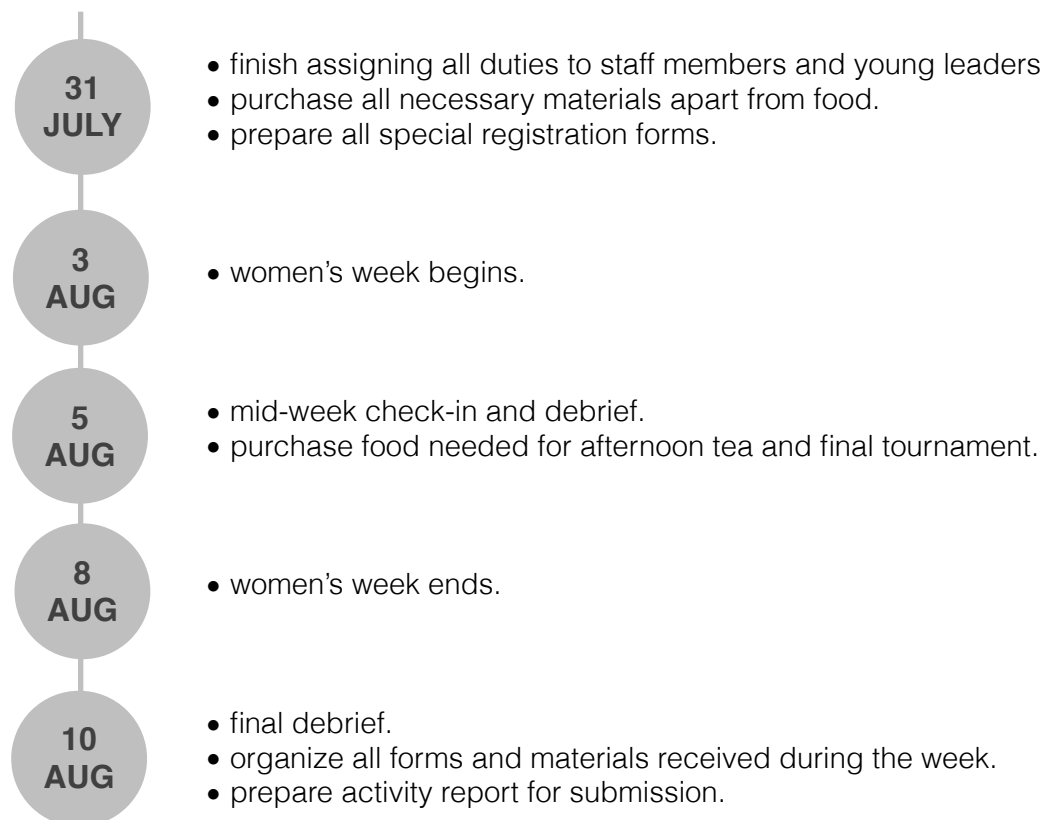 31
JULY
• finish assigning all duties to staff members and young leaders
• purchase all necessary materials apart from food.
• prepare all special registration forms.
3
AUG
• women’s week begins.
5
AUG
• mid-week check-in and debrief.
• purchase food needed for afternoon tea and final tournament.
8
AUG
• women’s week ends.
10
AUG
• final debrief.
• organize all forms and materials received during the week.
• prepare activity report for submission.